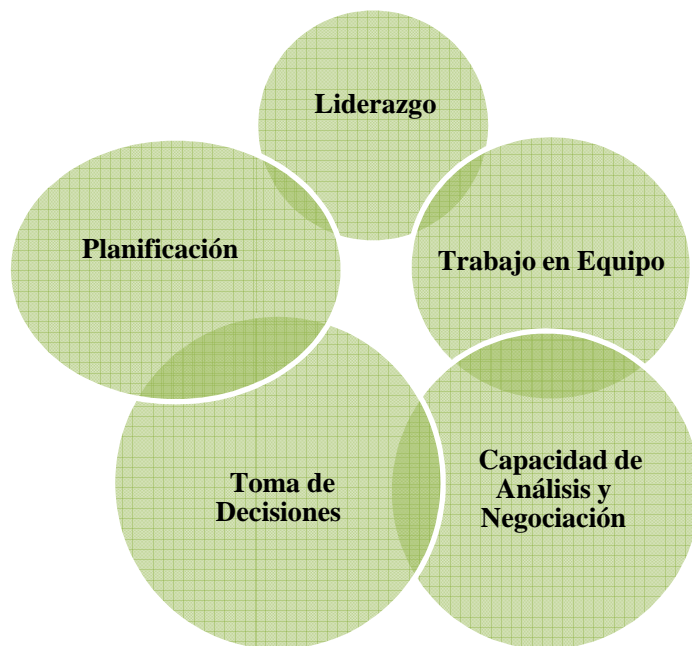 Liderazgo
Planificación
Trabajo en Equipo
Toma de
Decisiones
Capacidad de
Análisis y
Negociación